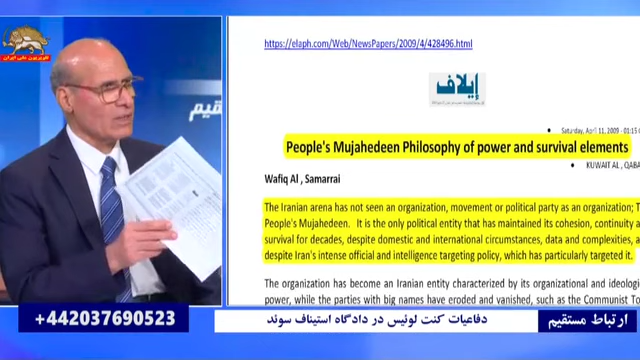 https://elaph.com/Web/NewsPapers/2009/4/428496.html
إيلاف
Saturday, April 11, 2009 - 01:15
People's Mujahedeen Philosophy of power and survival elements
KUWAIT AL, QABA
Wafiq Al, Samarrai
The Iranian arena has not seen an organization, movement or political party as an organization; T
People's Mujahedeen. It is the only political entity that has maintained its cohesion, continuity a
survival for decades, despite domestic and international circumstances, data and complexities, a
despite Iran's intense official and intelligence targeting policy, which has particularly targeted it.
The organization has become an Iranian entity characterized by its organizational and ideologi
power, while the parties with big names have eroded and vanished, such as the Communist To
+442037690523
دفاعیات کنت لوئیس در دادگاه استیناف سوئد
ارتباط مستقیم